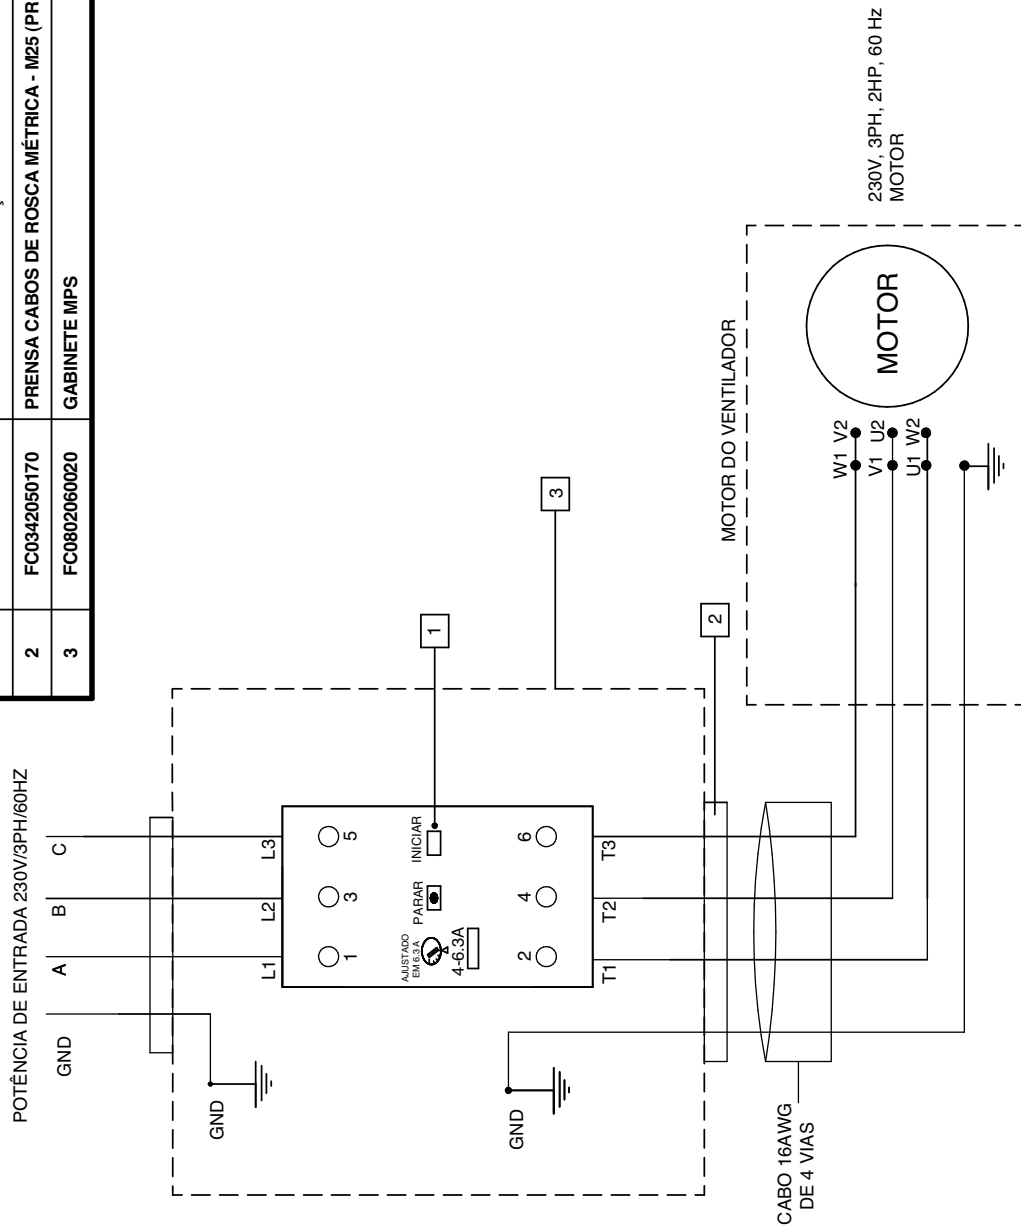 2 FC0342050170 PRENSA CABOS DE ROSCA MÉTRICA - M25 (PR
3 FC0802060020 GABINETE MPS
POTÊNCIA DE ENTRADA 230V/3PH/60HZ
GND A B C
L1 L2 L3
1 3 5
AJUSTADO
EM 6.3 A
4-6.3A
PARAR
INICIAR
2 4 6
T1 T2 T3
GND
GND
1
3
2
CABO 16AWG
DE 4 VIAS
MOTOR DO VENTILADOR
W1 V2
V1 U2
U1 W2
MOTOR
230V, 3PH, 2HP, 60 Hz
MOTOR